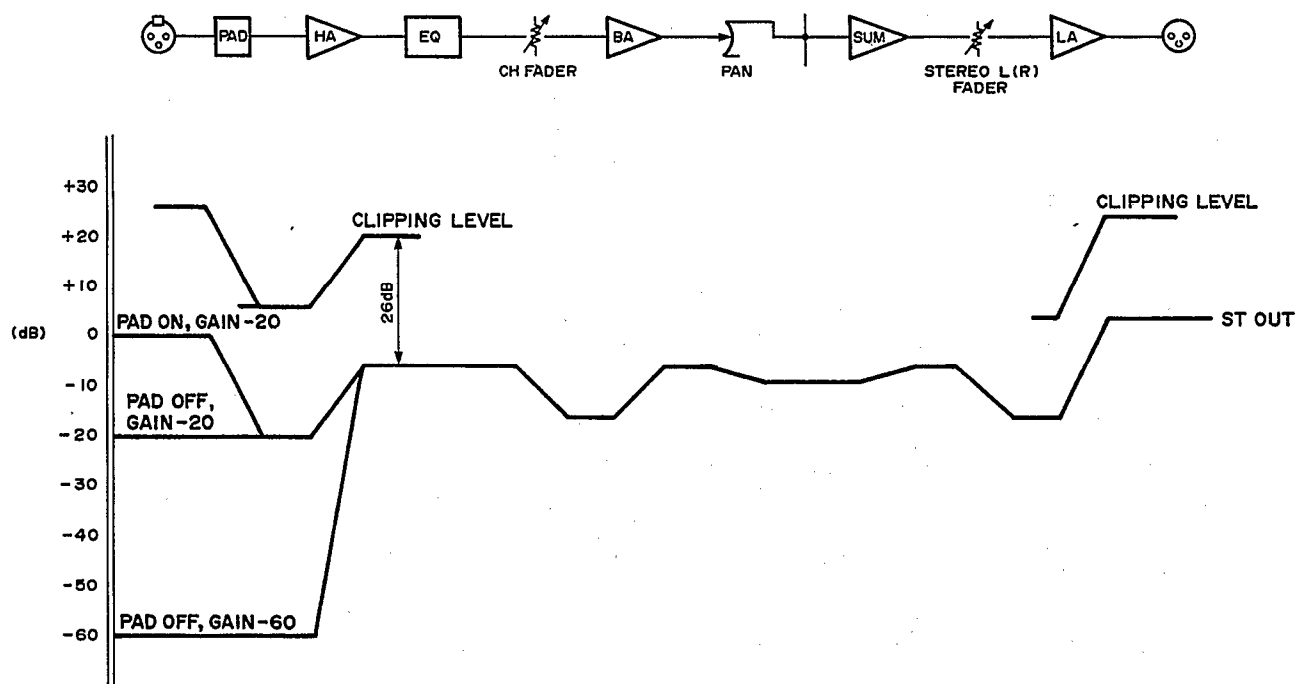 PAD
HA
EQ
CH FADER
BA
PAN
SUM
STEREO L(R)
FADER
LA
+30
+20
+10
(dB)
0
-10
-20
-30
-40
-50
-60
CLIPPING LEVEL
26dB
PAD ON, GAIN-20
PAD OFF,
GAIN-20
PAD OFF, GAIN-60
CLIPPING LEVEL
ST OUT